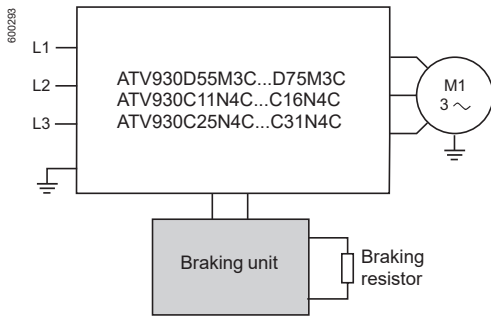 600293
L1
L2
L3
ATV930D55M3C...D75M3C
ATV930C11N4C...C16N4C
ATV930C25N4C...C31N4C
M1
3 ~
Braking unit
Braking
resistor